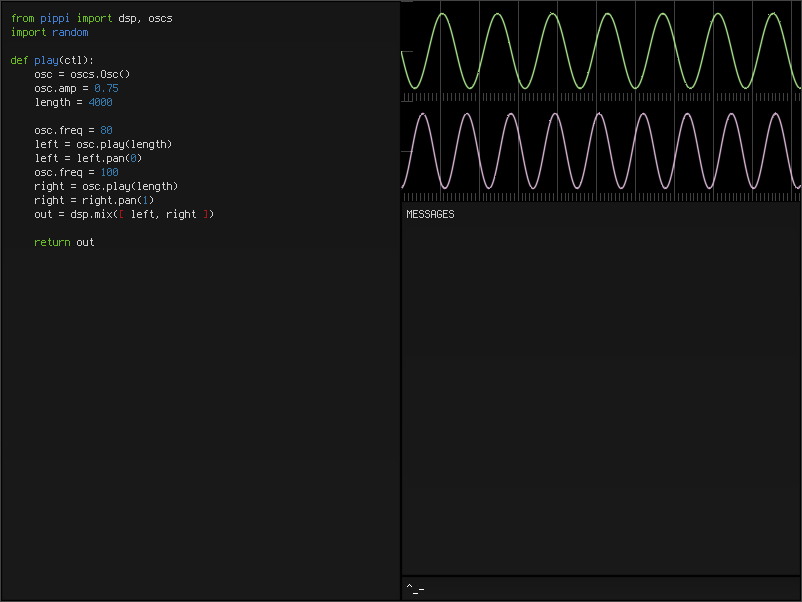 from pippi import dsp, oscs
import random
def play(ctl):
    osc = oscs.Osc()
    osc.amp = 0.75
    length = 4000
    osc.freq = 80
    left = osc.play(length)
    left = left.pan(0)
    osc.freq = 100
    right = osc.play(length)
    right = right.pan(1)
    out = dsp.mix([ left, right ])
    return out
MESSAGES
^_-